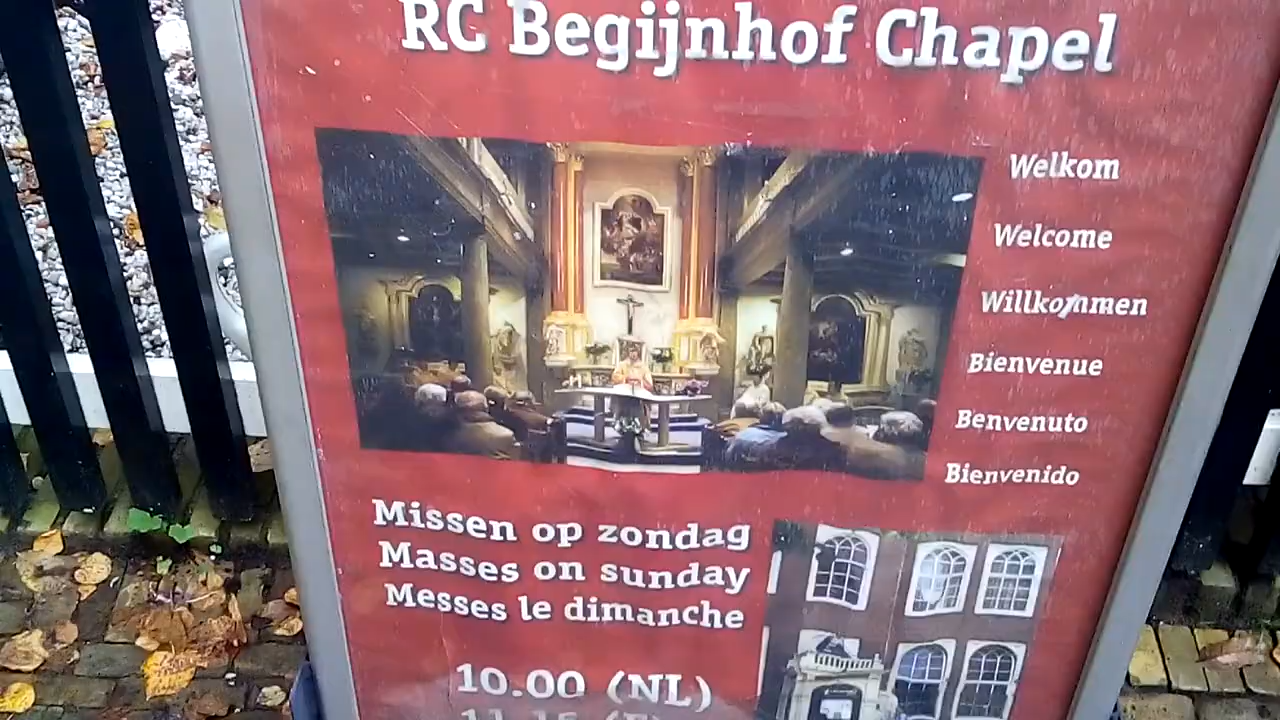 RC Begijnhof Chapel
Welkom
Welcome
Willkommen
Bienvenue
Benvenuto
Bienvenido
Missen op zondag
Masses on sunday
Messes le dimanche
10.00 (NL)